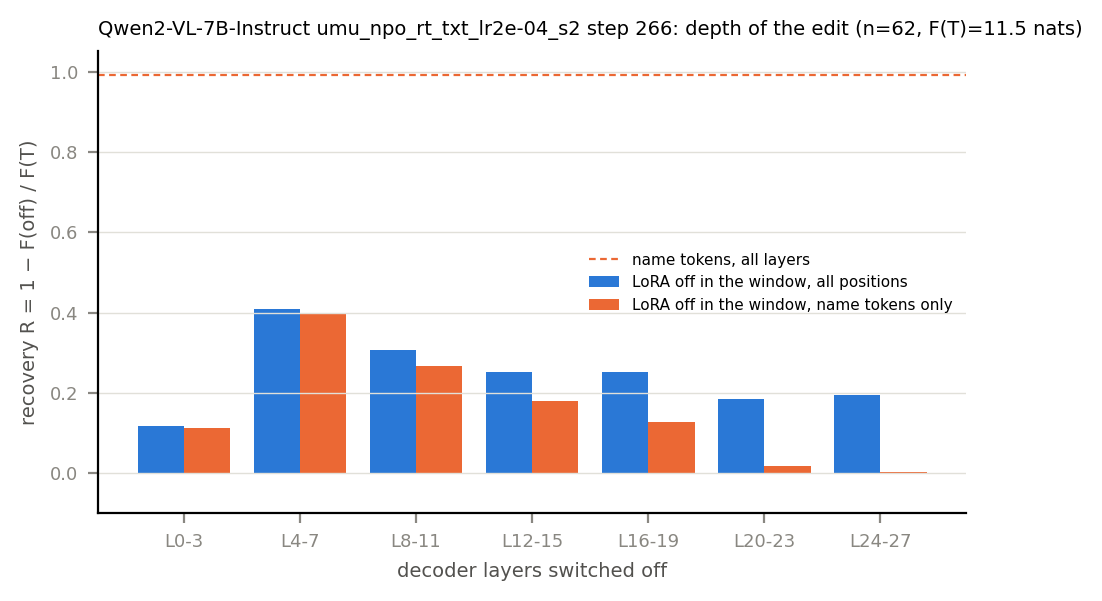 Qwen2-VL-7B-Instruct umu_npo_rt_txt_lr2e-04_s2 step 266: depth of the edit (n=62, F(T)=11.5 nats)
recovery R = 1 − F(off) / F(T)
1.0
0.8
0.6
0.4
0.2
0.0
name tokens, all layers
LoRA off in the window, all positions
LoRA off in the window, name tokens only
L0-3 L4-7 L8-11 L12-15 L16-19 L20-23 L24-27
decoder layers switched off